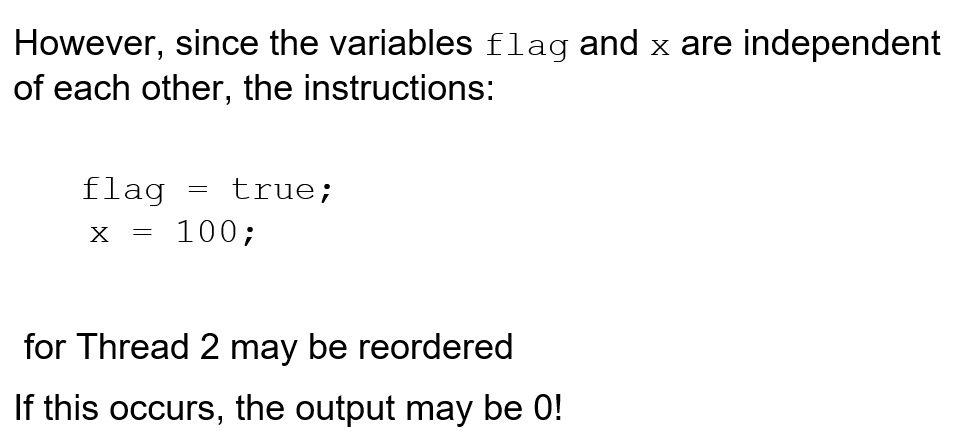 However, since the variables flag and x are independent
of each other, the instructions:
flag = true;
x = 100;
for Thread 2 may be reordered
If this occurs, the output may be 0!